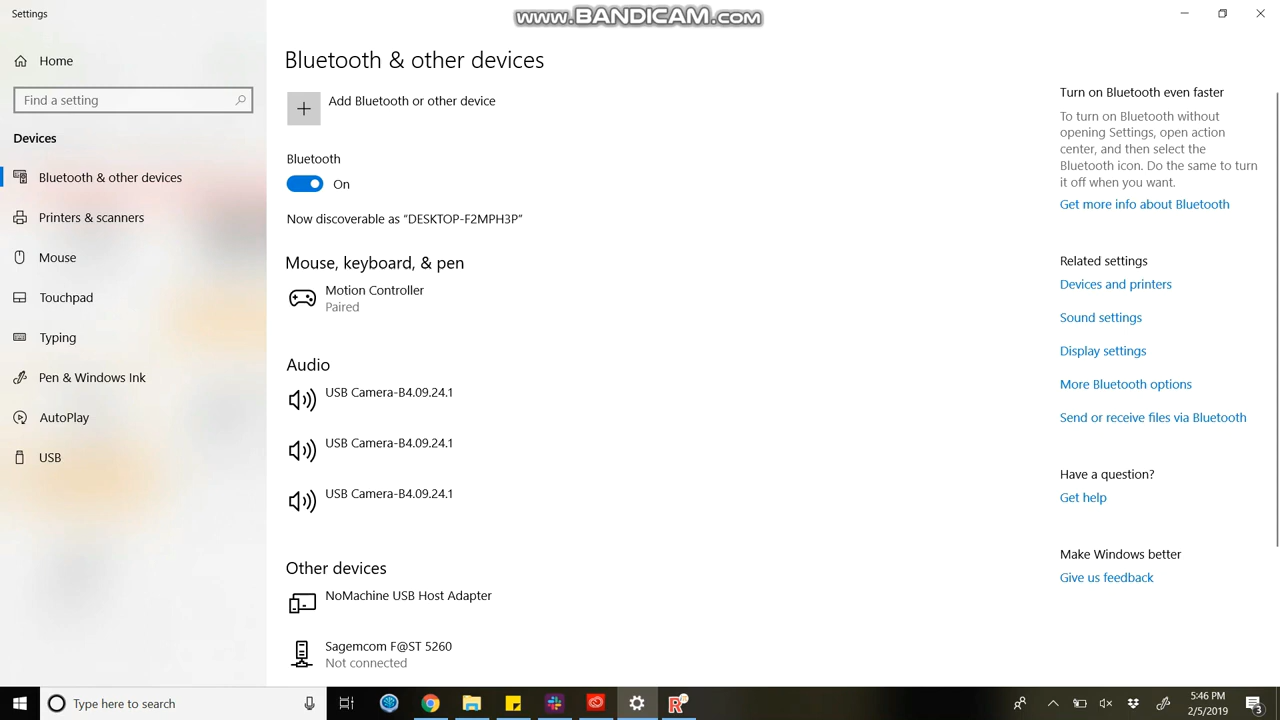 Settings
www.BANDICAM.com
Home
Find a setting
Devices
Bluetooth & other devices
Printers & scanners
Mouse
Touchpad
Typing
Pen & Windows Ink
AutoPlay
USB
Bluetooth & other devices
Add Bluetooth or other device
Bluetooth
On
Now discoverable as “DESKTOP-F2MPH3P”
Mouse, keyboard, & pen
Motion Controller
Paired
Audio
USB Camera-B4.09.24.1
USB Camera-B4.09.24.1
USB Camera-B4.09.24.1
Other devices
NoMachine USB Host Adapter
Sagemcom F@ST 5260
Not connected
Turn on Bluetooth even faster
To turn on Bluetooth without
opening Settings, open action
center, and then select the
Bluetooth icon. Do the same to turn
it off when you want.
Get more info about Bluetooth
Related settings
Devices and printers
Sound settings
Display settings
More Bluetooth options
Send or receive files via Bluetooth
Have a question?
Get help
Make Windows better
Give us feedback
Type here to search
R
5:46 PM
2/5/2019
3